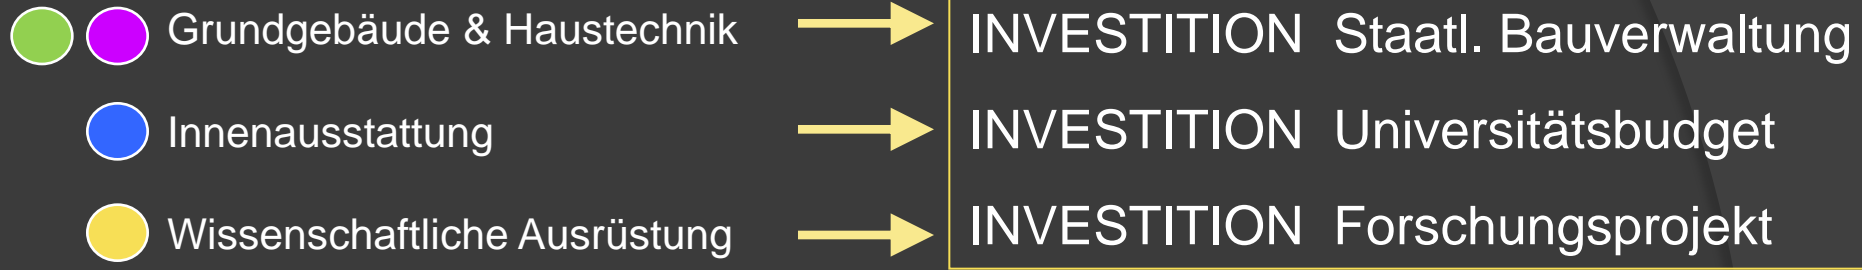 Grundgebäude & Haustechnik INVESTITION Staatl. Bauverwaltung
Innenausstattung INVESTITION Universitätsbudget
Wissenschaftliche Ausrüstung INVESTITION Forschungsprojekt